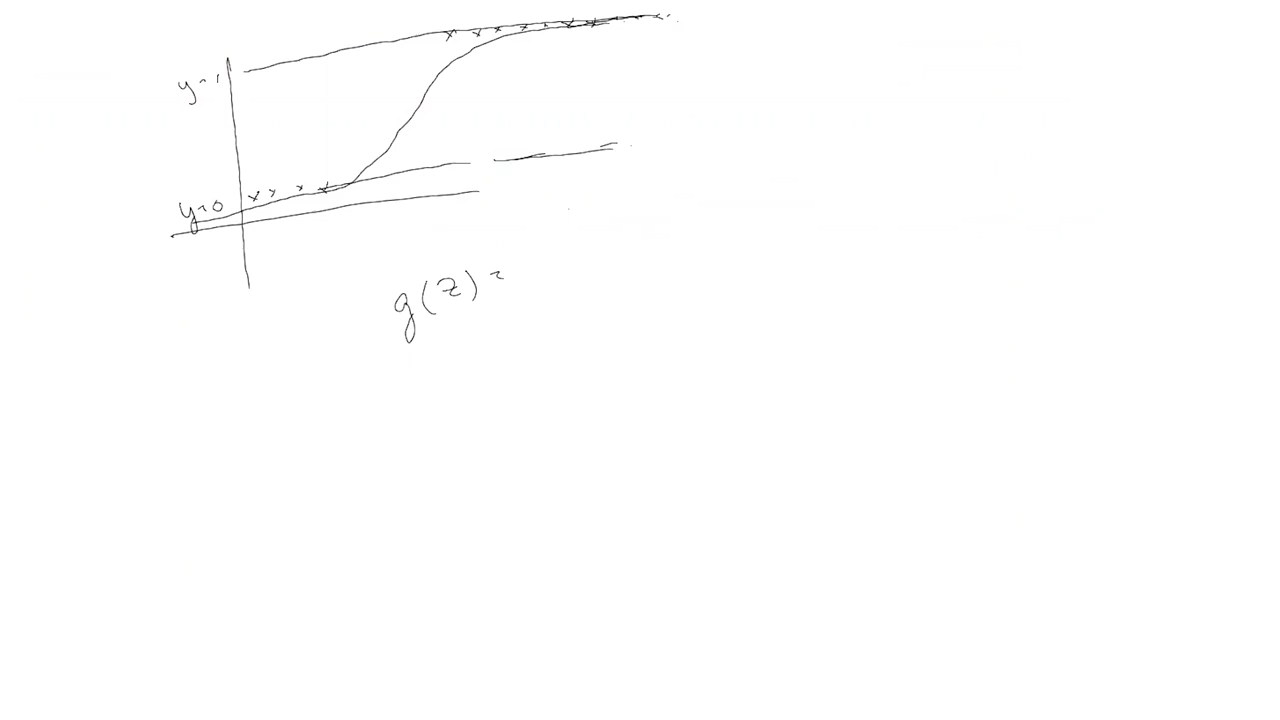 y=1
y=0
g(z) =